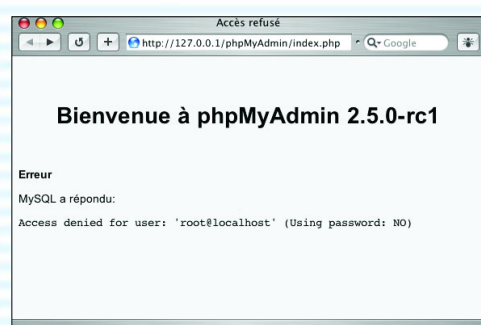 Accès refusé
http://127.0.0.1/phpMyAdmin/index.php
Google
Bienvenue à phpMyAdmin 2.5.0-rc1
Erreur
MySQL a répondu:
Access denied for user: 'root@localhost' (Using password: NO)